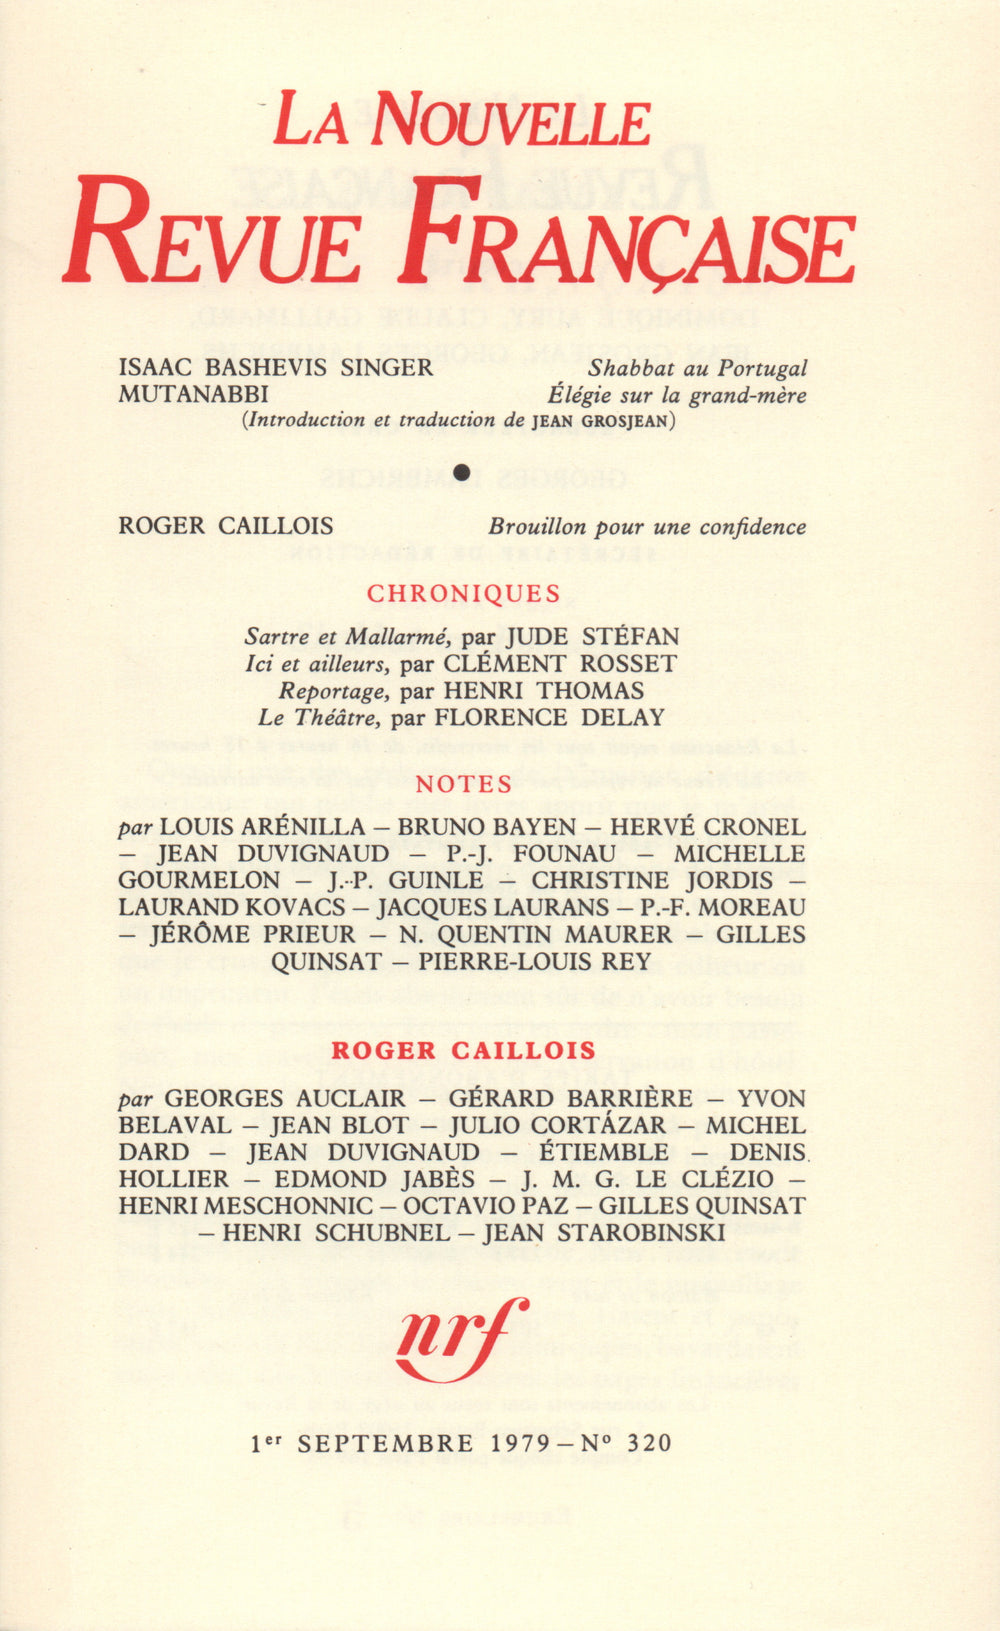 LA NOUVELLE
REVUE FRANÇAISE
ISAAC BASHEVIS SINGER Shabbat au Portugal
MUTANABBI Élégie sur la grand-mère
(Introduction et traduction de JEAN GROSJEAN)
●
ROGER CAILLOIS Brouillon pour une confidence
CHRONIQUES
Sartre et Mallarmé, par JUDE STÉFAN
Ici et ailleurs, par CLÉMENT ROSSET
Reportage, par HENRI THOMAS
Le Théâtre, par FLORENCE DELAY
NOTES
par LOUIS ARÉNILLA – BRUNO BAYEN – HERVÉ CRONEL
– JEAN DUVIGNAUD – P.-J. FOUNAU – MICHELLE
GOURMELON – J.-P. GUINLE – CHRISTINE JORDIS –
LAURAND KOVACS – JACQUES LAURANS – P.-F. MOREAU
– JÉRÔME PRIEUR – N. QUENTIN MAURER – GILLES
QUINSAT – PIERRE-LOUIS REY
ROGER CAILLOIS
par GEORGES AUCLAIR – GÉRARD BARRIÈRE – YVON
BELAVAL – JEAN BLOT – JULIO CORTÁZAR – MICHEL
DARD – JEAN DUVIGNAUD – ÉTIEMBLE – DENIS
HOLLIER – EDMOND JABÈS – J. M. G. LE CLÉZIO –
HENRI MESCHONNIC – OCTAVIO PAZ – GILLES QUINSAT
– HENRI SCHUBNEL – JEAN STAROBINSKI
nrf
1er SEPTEMBRE 1979 – Nº 320